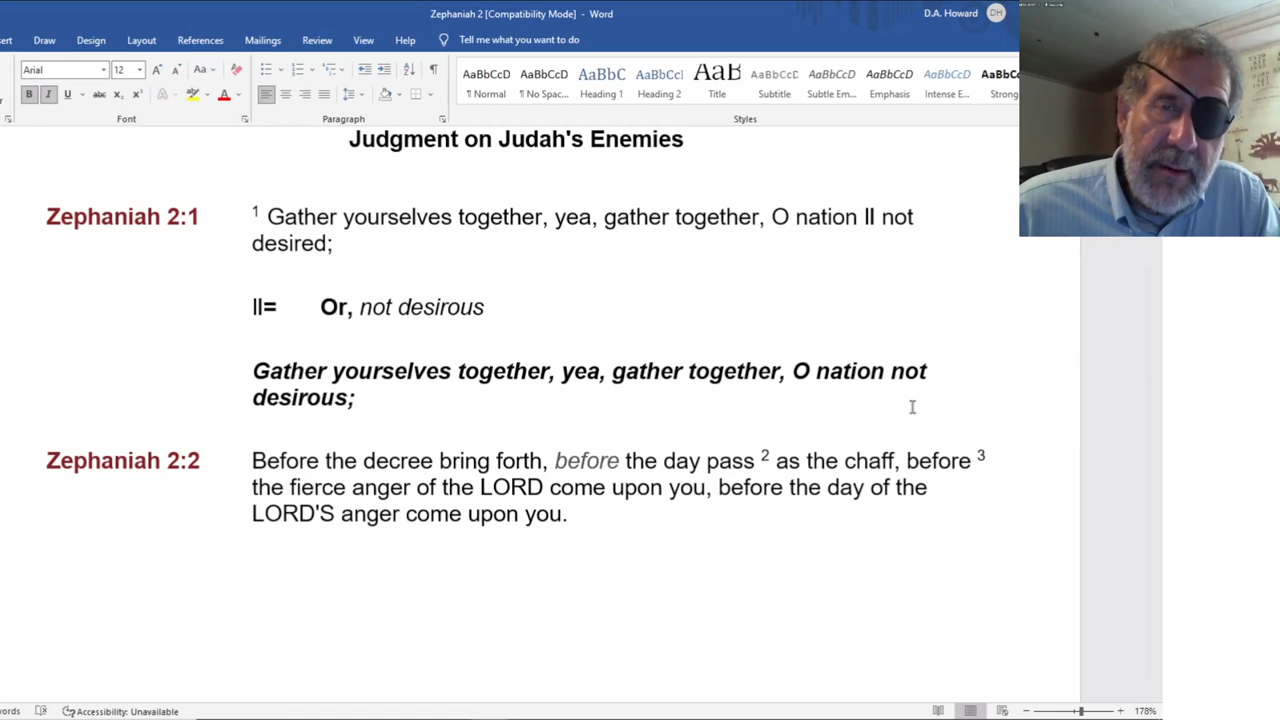 Zephaniah 2 [Compatibility Mode] - Word
D.A. Howard DH
Draw Design Layout References Mailings Review View Help Tell me what you want to do
Arial 12 Aa
AaBbCcD AaBbCcD AaBbC AaBbCcI AaB AaBbCcD AaBbCcD AaBbCcD AaBbCcD
¶ Normal ¶ No Spac... Heading 1 Heading 2 Title Subtitle Subtle Em... Emphasis Intense E... Strong
B I U abc X₂ X² A A
Font Paragraph Styles
Judgment on Judah's Enemies
Zephaniah 2:1 ¹ Gather yourselves together, yea, gather together, O nation ll not
desired;
ll= Or, not desirous
Gather yourselves together, yea, gather together, O nation not
desirous;
Zephaniah 2:2 Before the decree bring forth, before the day pass ² as the chaff, before ³
the fierce anger of the LORD come upon you, before the day of the
LORD'S anger come upon you.
Accessibility: Unavailable 178%